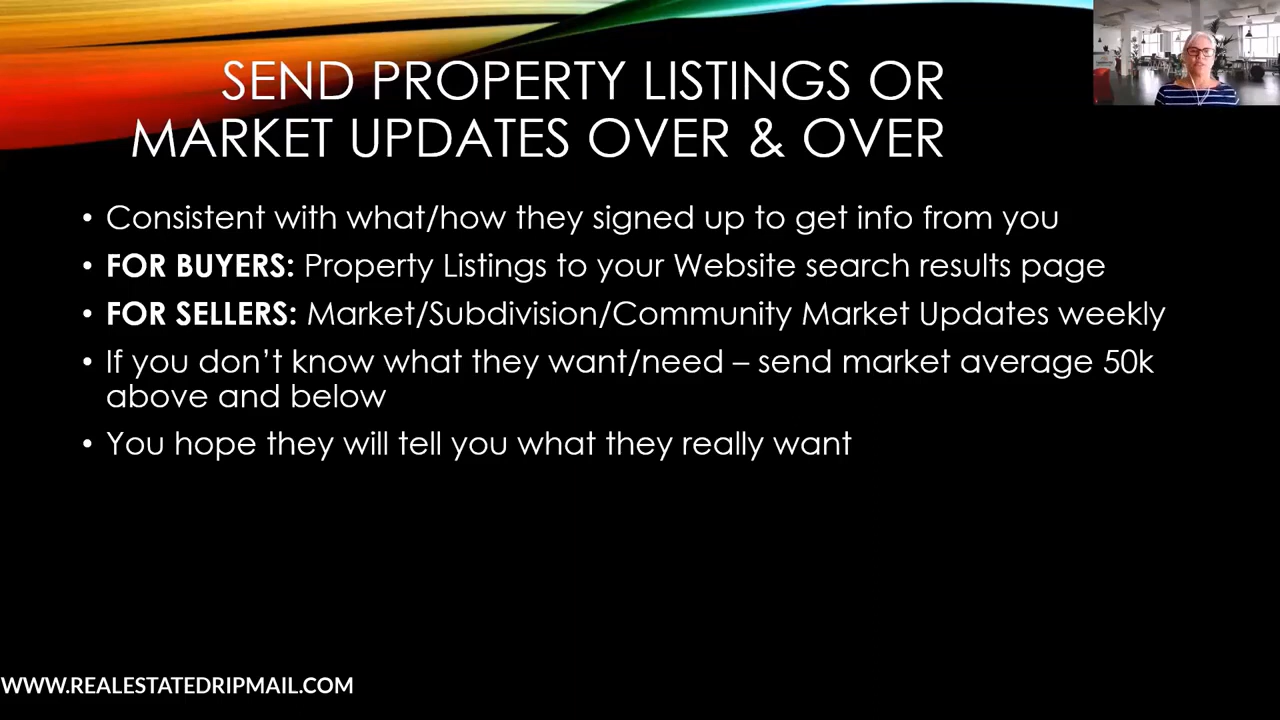 SEND PROPERTY LISTINGS OR
MARKET UPDATES OVER & OVER
• Consistent with what/how they signed up to get info from you
• FOR BUYERS: Property Listings to your Website search results page
• FOR SELLERS: Market/Subdivision/Community Market Updates weekly
• If you don’t know what they want/need – send market average 50k
above and below
• You hope they will tell you what they really want
WWW.REALESTATEDRIPMAIL.COM